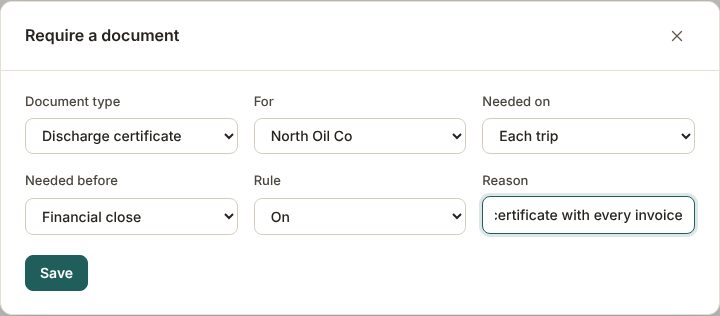 Require a document
Document type
For
Needed on
Discharge certificate
North Oil Co
Each trip
Needed before
Rule
Reason
Financial close
On
certificate with every invoice
Save